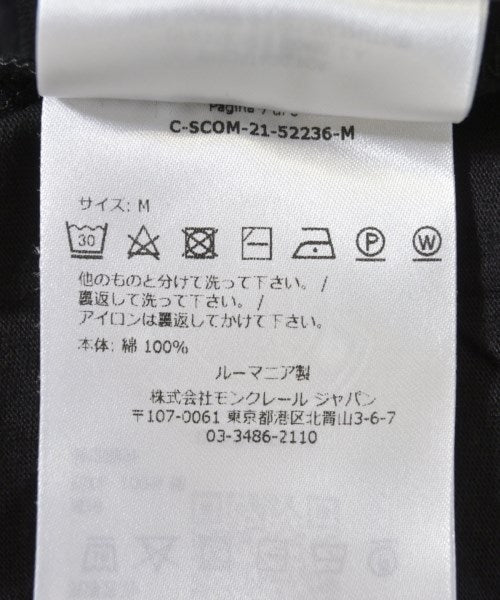 C-SCOM-21-52236-M
サイズ: M
30 P W
他のものと分けて洗って下さい。 /
裏返して洗って下さい。 /
アイロンは裏返してかけて下さい。
本体: 綿 100%
ルーマニア製
株式会社モンクレール ジャパン
〒107-0061 東京都港区北青山3-6-7
03-3486-2110